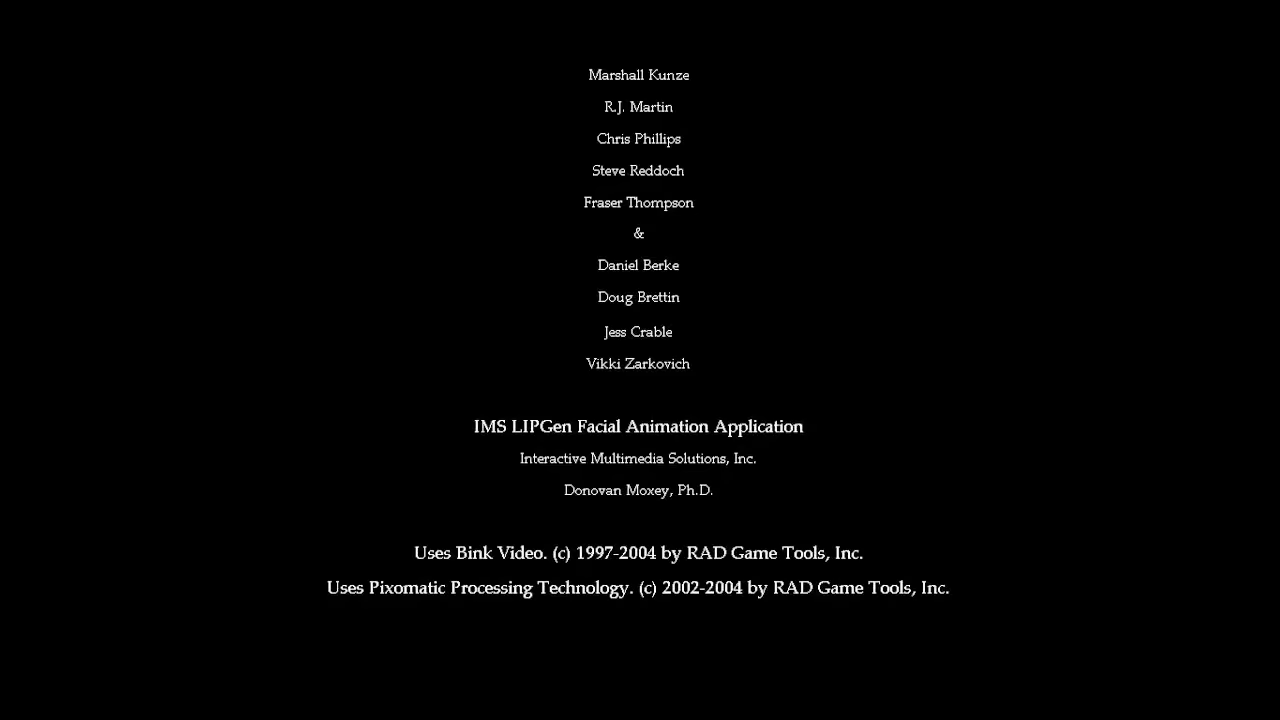 Marshall Kunze
R.J. Martin
Chris Phillips
Steve Reddoch
Fraser Thompson
&
Daniel Berke
Doug Brettin
Jess Crable
Vikki Zarkovich
IMS LIPGen Facial Animation Application
Interactive Multimedia Solutions, Inc.
Donovan Moxey, Ph.D.
Uses Bink Video. (c) 1997-2004 by RAD Game Tools, Inc.
Uses Pixomatic Processing Technology. (c) 2002-2004 by RAD Game Tools, Inc.